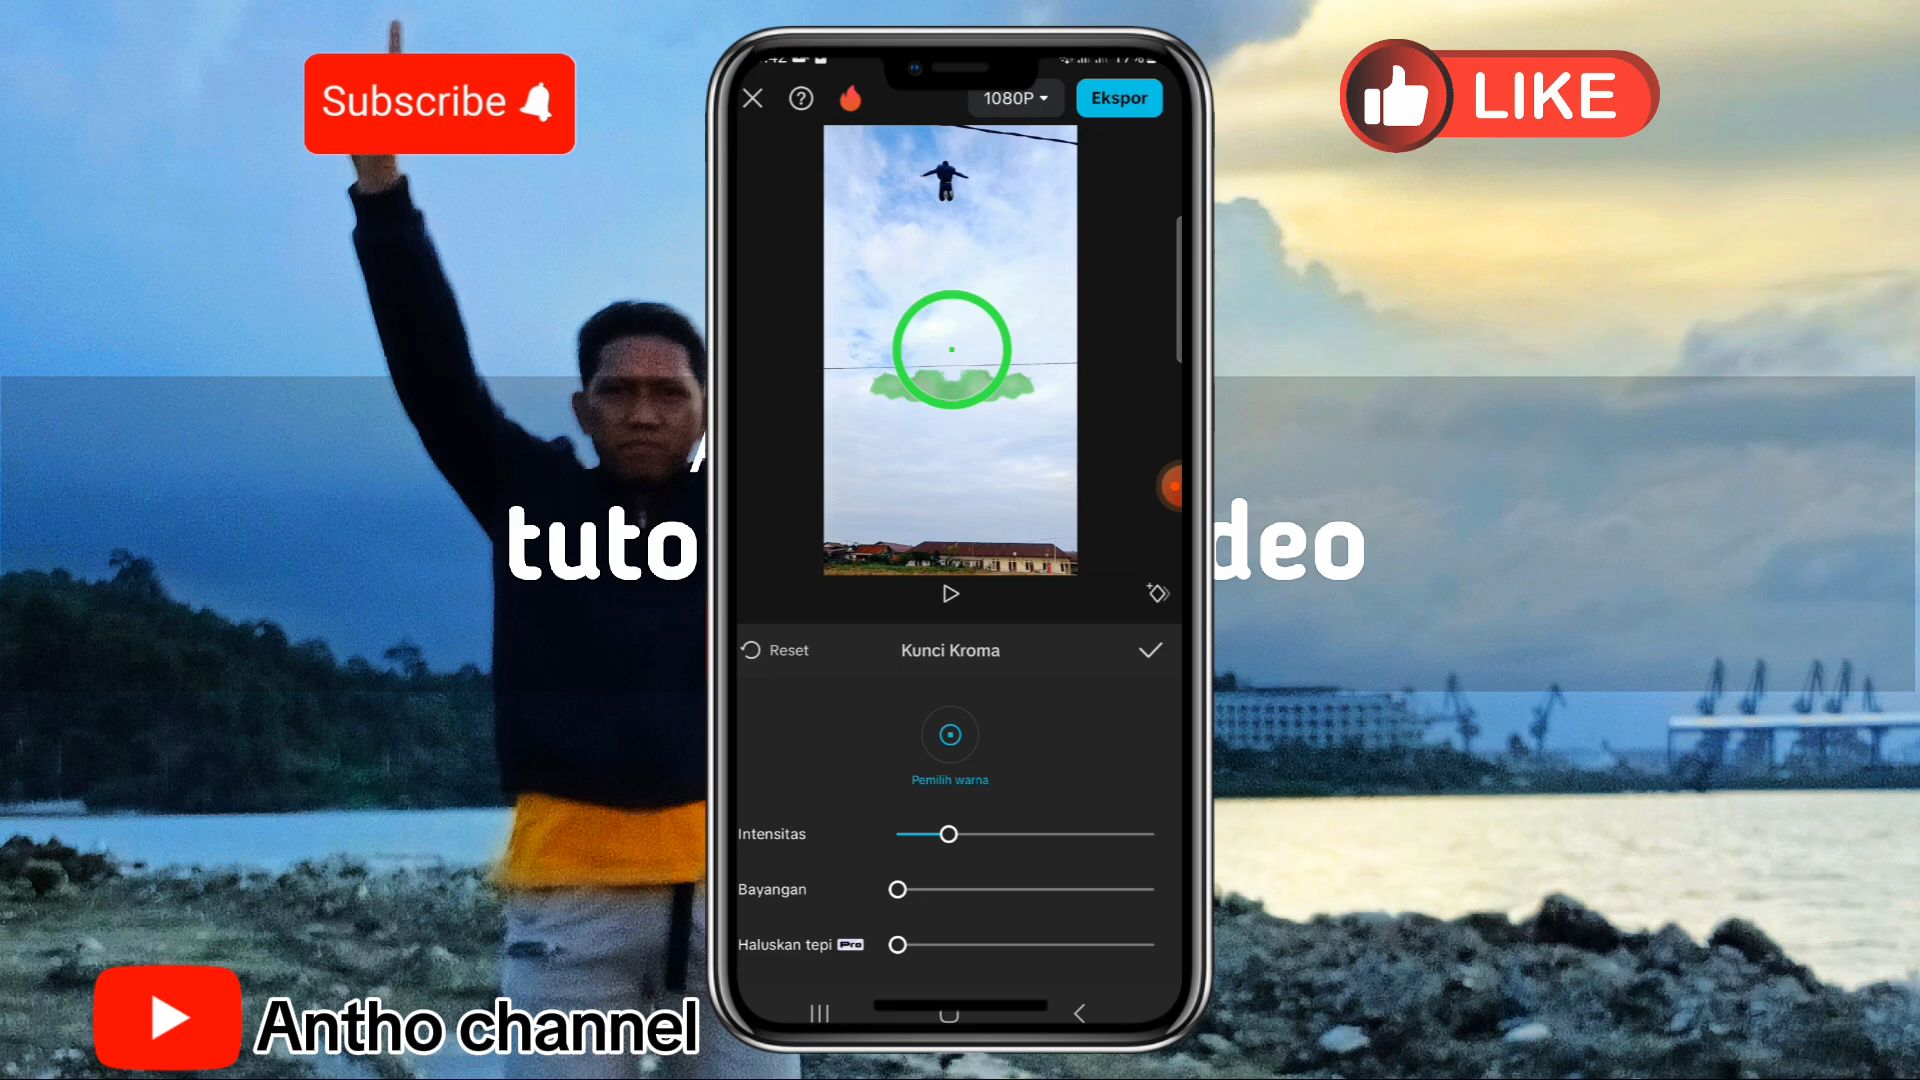 Subscribe
LIKE
1080P
Ekspor
tuto
deo
Reset
Kunci Kroma
Pemilih warna
Intensitas
Bayangan
Haluskan tepi Pro
Antho channel